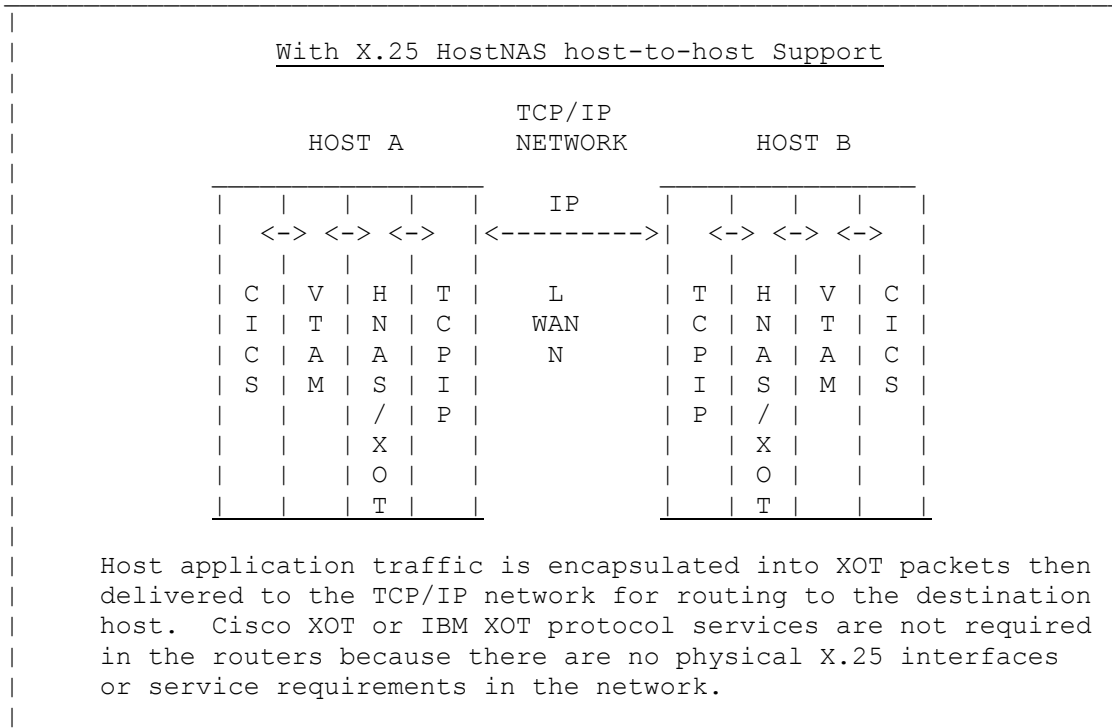 With X.25 HostNAS host-to-host Support
TCP/IP
HOST A NETWORK HOST B
| | | | | IP | | | | |
| <-> <-> <-> |<--------->| <-> <-> <-> |
| | | | | | | | | |
| C | V | H | T | L | T | H | V | C |
| I | T | N | C | WAN | C | N | T | I |
| C | A | A | P | N | P | A | A | C |
| S | M | S | I | | I | S | M | S |
| | | / | P | | P | / | | |
| | | X | | | | X | | |
| | | O | | | | O | | |
| | | T | | | | T | | |
Host application traffic is encapsulated into XOT packets then
delivered to the TCP/IP network for routing to the destination
host. Cisco XOT or IBM XOT protocol services are not required
in the routers because there are no physical X.25 interfaces
or service requirements in the network.